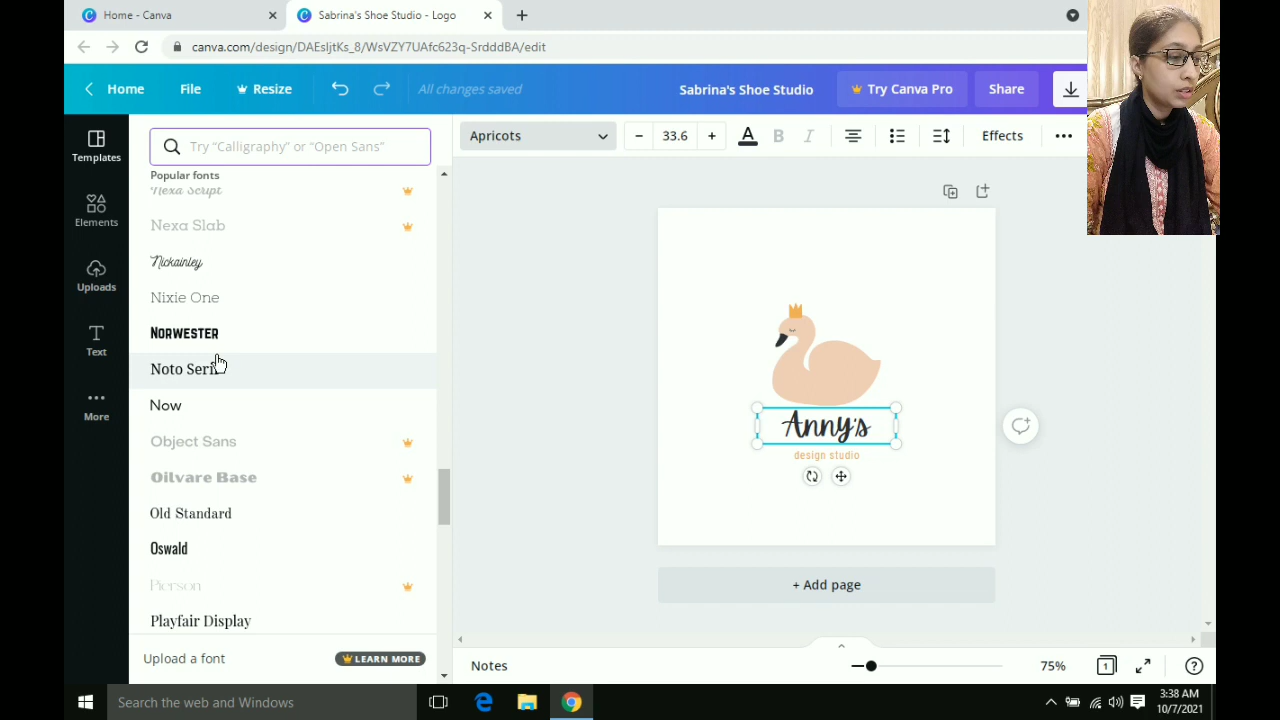 Home - Canva
Sabrina's Shoe Studio - Logo
canva.com/design/DAEsIjtKs_8/WsVZY7UAfc623q-SrdddBA/edit
Home
File
Resize
All changes saved
Sabrina's Shoe Studio
Try Canva Pro
Share
Templates
Elements
Uploads
Text
More
Try “Calligraphy” or “Open Sans”
Apricots
33.6
A
B
I
Effects
Popular fonts
Nexa Script
Nexa Slab
Nickainley
Nixie One
Norwester
Noto Serif
Now
Object Sans
Oilvare Base
Old Standard
Oswald
Pierson
Playfair Display
Upload a font
LEARN MORE
Anny's
design studio
+ Add page
Notes
75%
1
Search the web and Windows
3:38 AM
10/7/2021